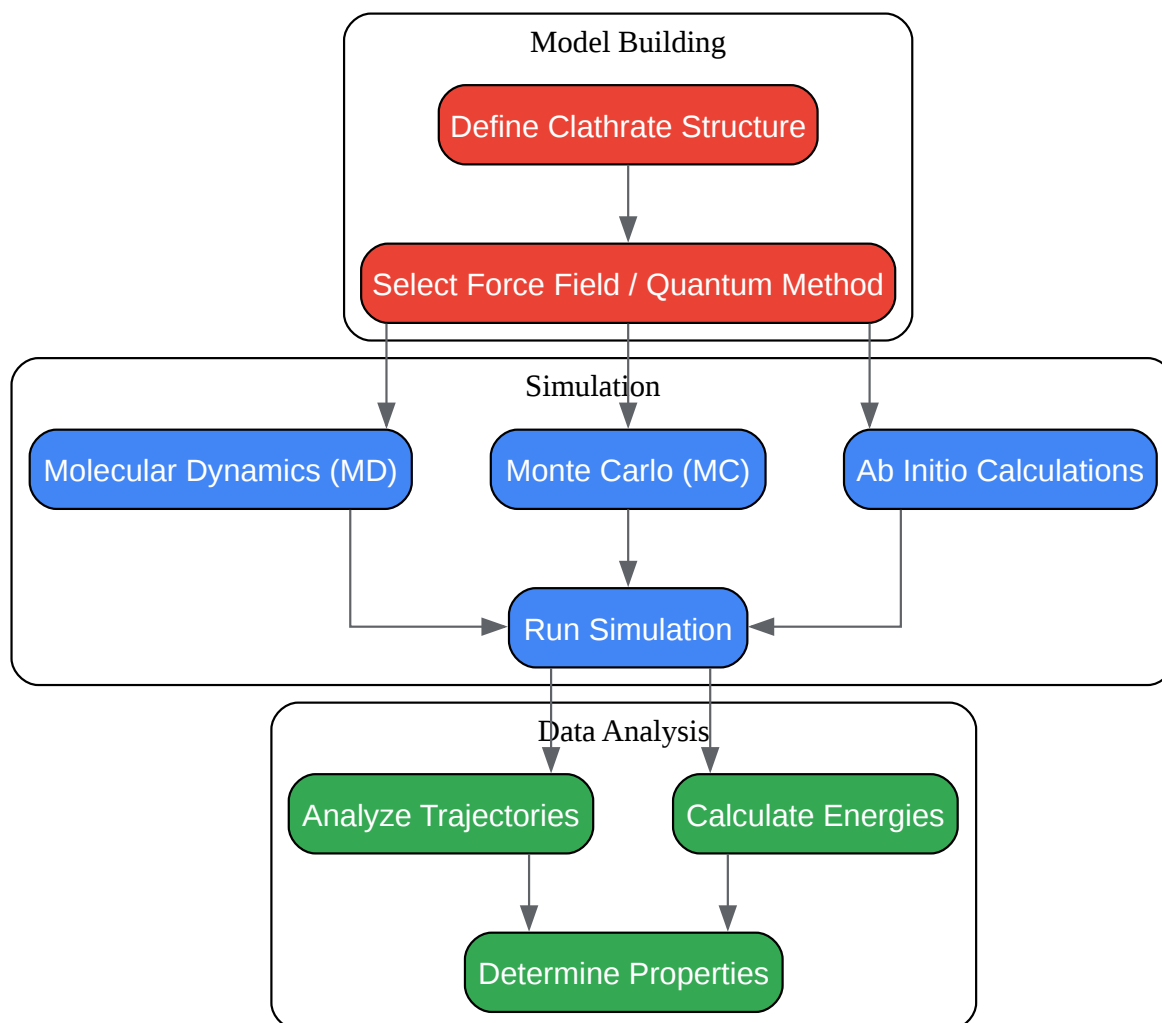 Model Building
Define Clathrate Structure
Select Force Field / Quantum Method
Simulation
Molecular Dynamics (MD)
Monte Carlo (MC)
Ab Initio Calculations
Run Simulation
Data Analysis
Analyze Trajectories
Calculate Energies
Determine Properties